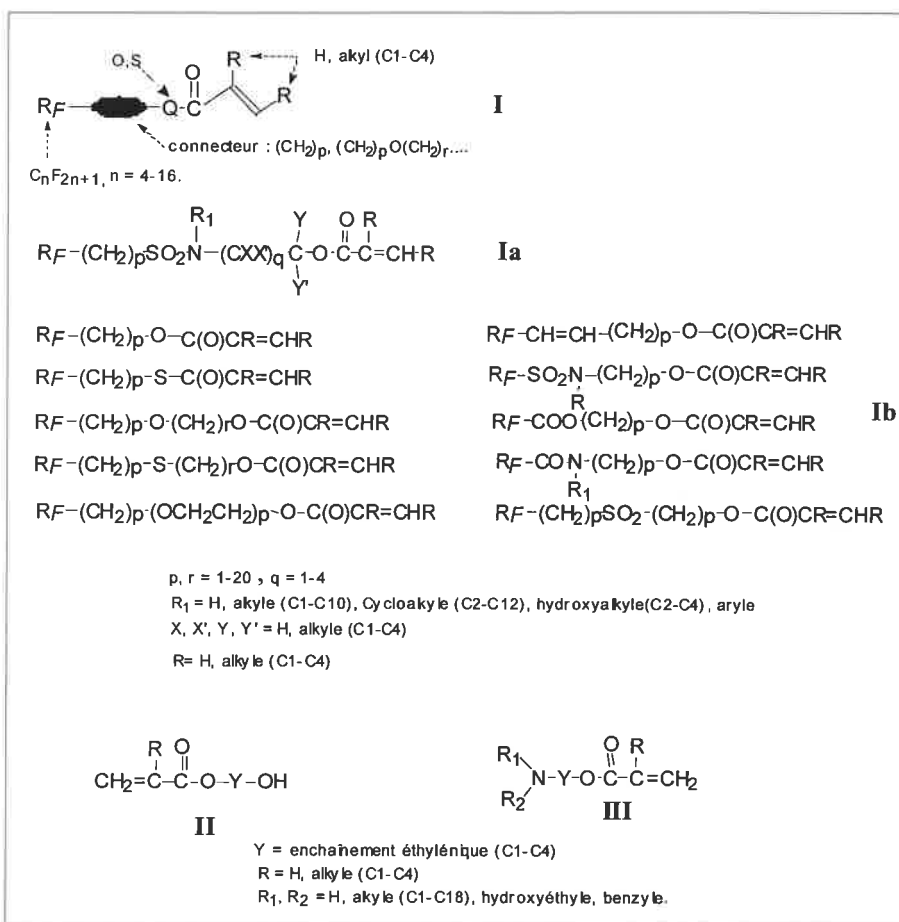 O,S
R
H, akyl (C1-C4)
O
R
RF
Q-C
I
connecteur : (CH2)p, (CH2)pO(CH2)r....
CnF2n+1, n = 4-16.
R1
Y
O R
RF-(CH2)pSO2N-(CXX')q C-O-C-C=CH-R
Ia
Y'
RF-(CH2)p-O-C(O)CR=CHR
RF-(CH2)p-S-C(O)CR=CHR
RF-(CH2)p-O-(CH2)rO-C(O)CR=CHR
RF-(CH2)p-S-(CH2)rO-C(O)CR=CHR
RF-(CH2)p-(OCH2CH2)p-O-C(O)CR=CHR
RF-CH=CH-(CH2)p-O-C(O)CR=CHR
RF-SO2N-(CH2)p-O-C(O)CR=CHR
R
Ib
RF-COO(CH2)p-O-C(O)CR=CHR
RF-CON-(CH2)p-O-C(O)CR=CHR
R1
RF-(CH2)pSO2-(CH2)p-O-C(O)CR=CHR
p, r = 1-20 , q = 1-4
R1 = H, akyle (C1-C10), Cycloakyle (C2-C12), hydroxyalkyle(C2-C4), aryle
X, X', Y, Y' = H, alkyle (C1-C4)
R= H, alkyle (C1-C4)
R O
CH2=C-C-O-Y-OH
II
R1
O R
N-Y-O-C-C=CH2
R2
III
Y = enchaînement éthylénique (C1-C4)
R = H, alkyle (C1-C4)
R1, R2 = H, akyle (C1-C18), hydroxyéthyle, benzyle.